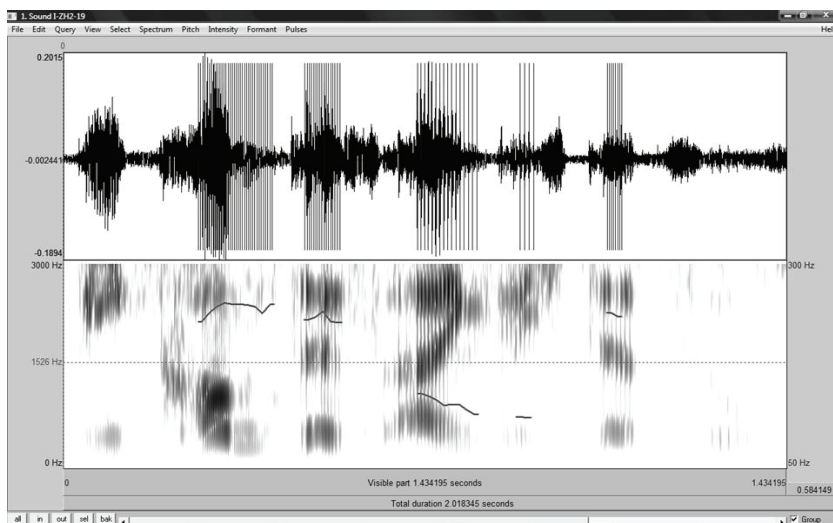 1. Sound I-ZH2-19
File Edit Query View Select Spectrum Pitch Intensity Formant Pulses Hel
0
0.2015
-0.002441
-0.1894
3000 Hz 300 Hz
1526 Hz
0 Hz 50 Hz
0 Visible part 1.434195 seconds 1.434195
0.584149
Total duration 2.018345 seconds
all in out sel bak Group